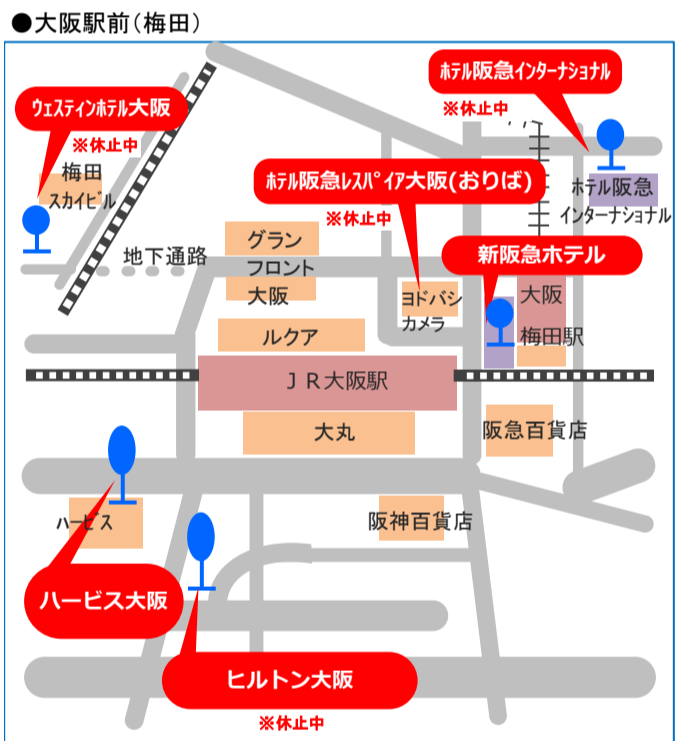 ●大阪駅前(梅田)
ホテル阪急インターナショナル
※休止中
ウェスティンホテル大阪
※休止中
梅田
スカイビル
ホテル阪急レスパイア大阪(おりば)
※休止中
ホテル阪急
インターナショナル
地下通路
グラン
フロント
大阪
新阪急ホテル
ヨドバシ
カメラ
大阪
梅田駅
ルクア
JR大阪駅
大丸
阪急百貨店
ハービス
阪神百貨店
ハービス大阪
ヒルトン大阪
※休止中